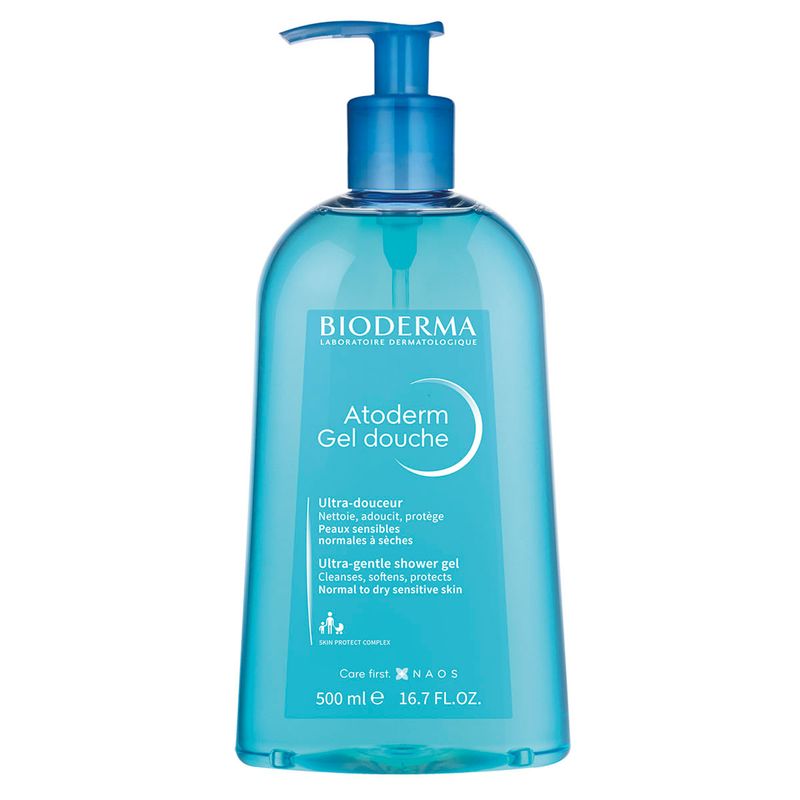 BIODERMA
LABORATOIRE DERMATOLOGIQUE
Atoderm
Gel douche
Ultra-douceur
Nettoie, adoucit, protège
Peaux sensibles
normales à sèches
Ultra-gentle shower gel
Cleanses, softens, protects
Normal to dry sensitive skin
SKIN PROTECT COMPLEX
Care first. NAOS
500 ml ℮ 16.7 FL.OZ.